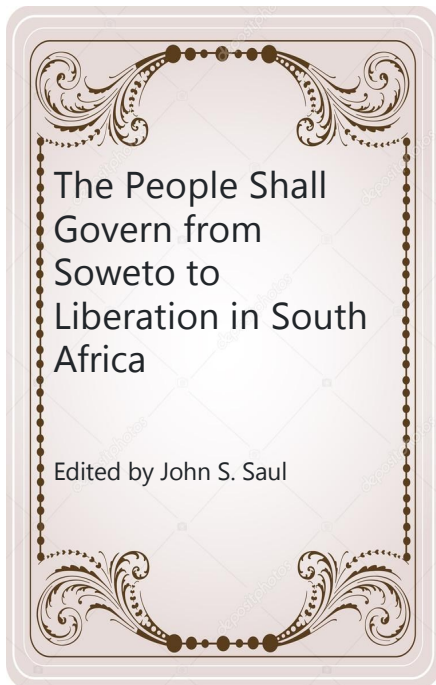 The People Shall
Govern from
Soweto to
Liberation in South
Africa
Edited by John S. Saul